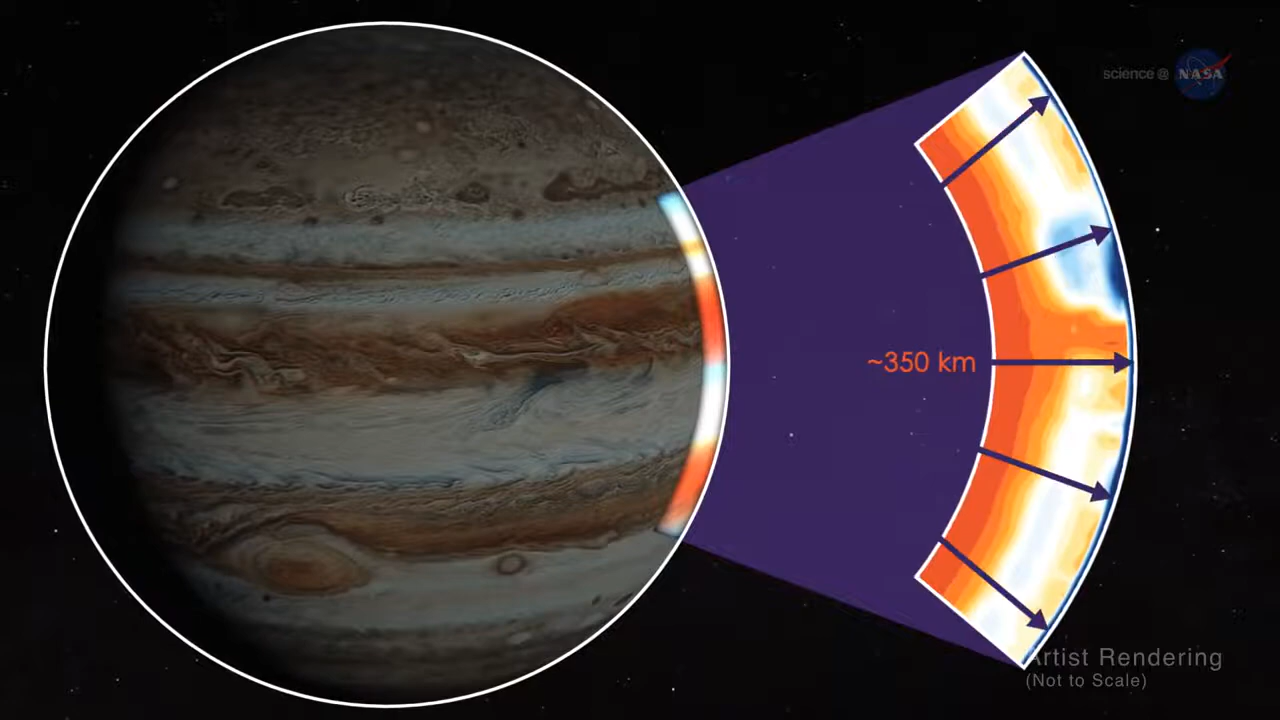 science @ NASA
~350 km
Artist Rendering
(Not to Scale)